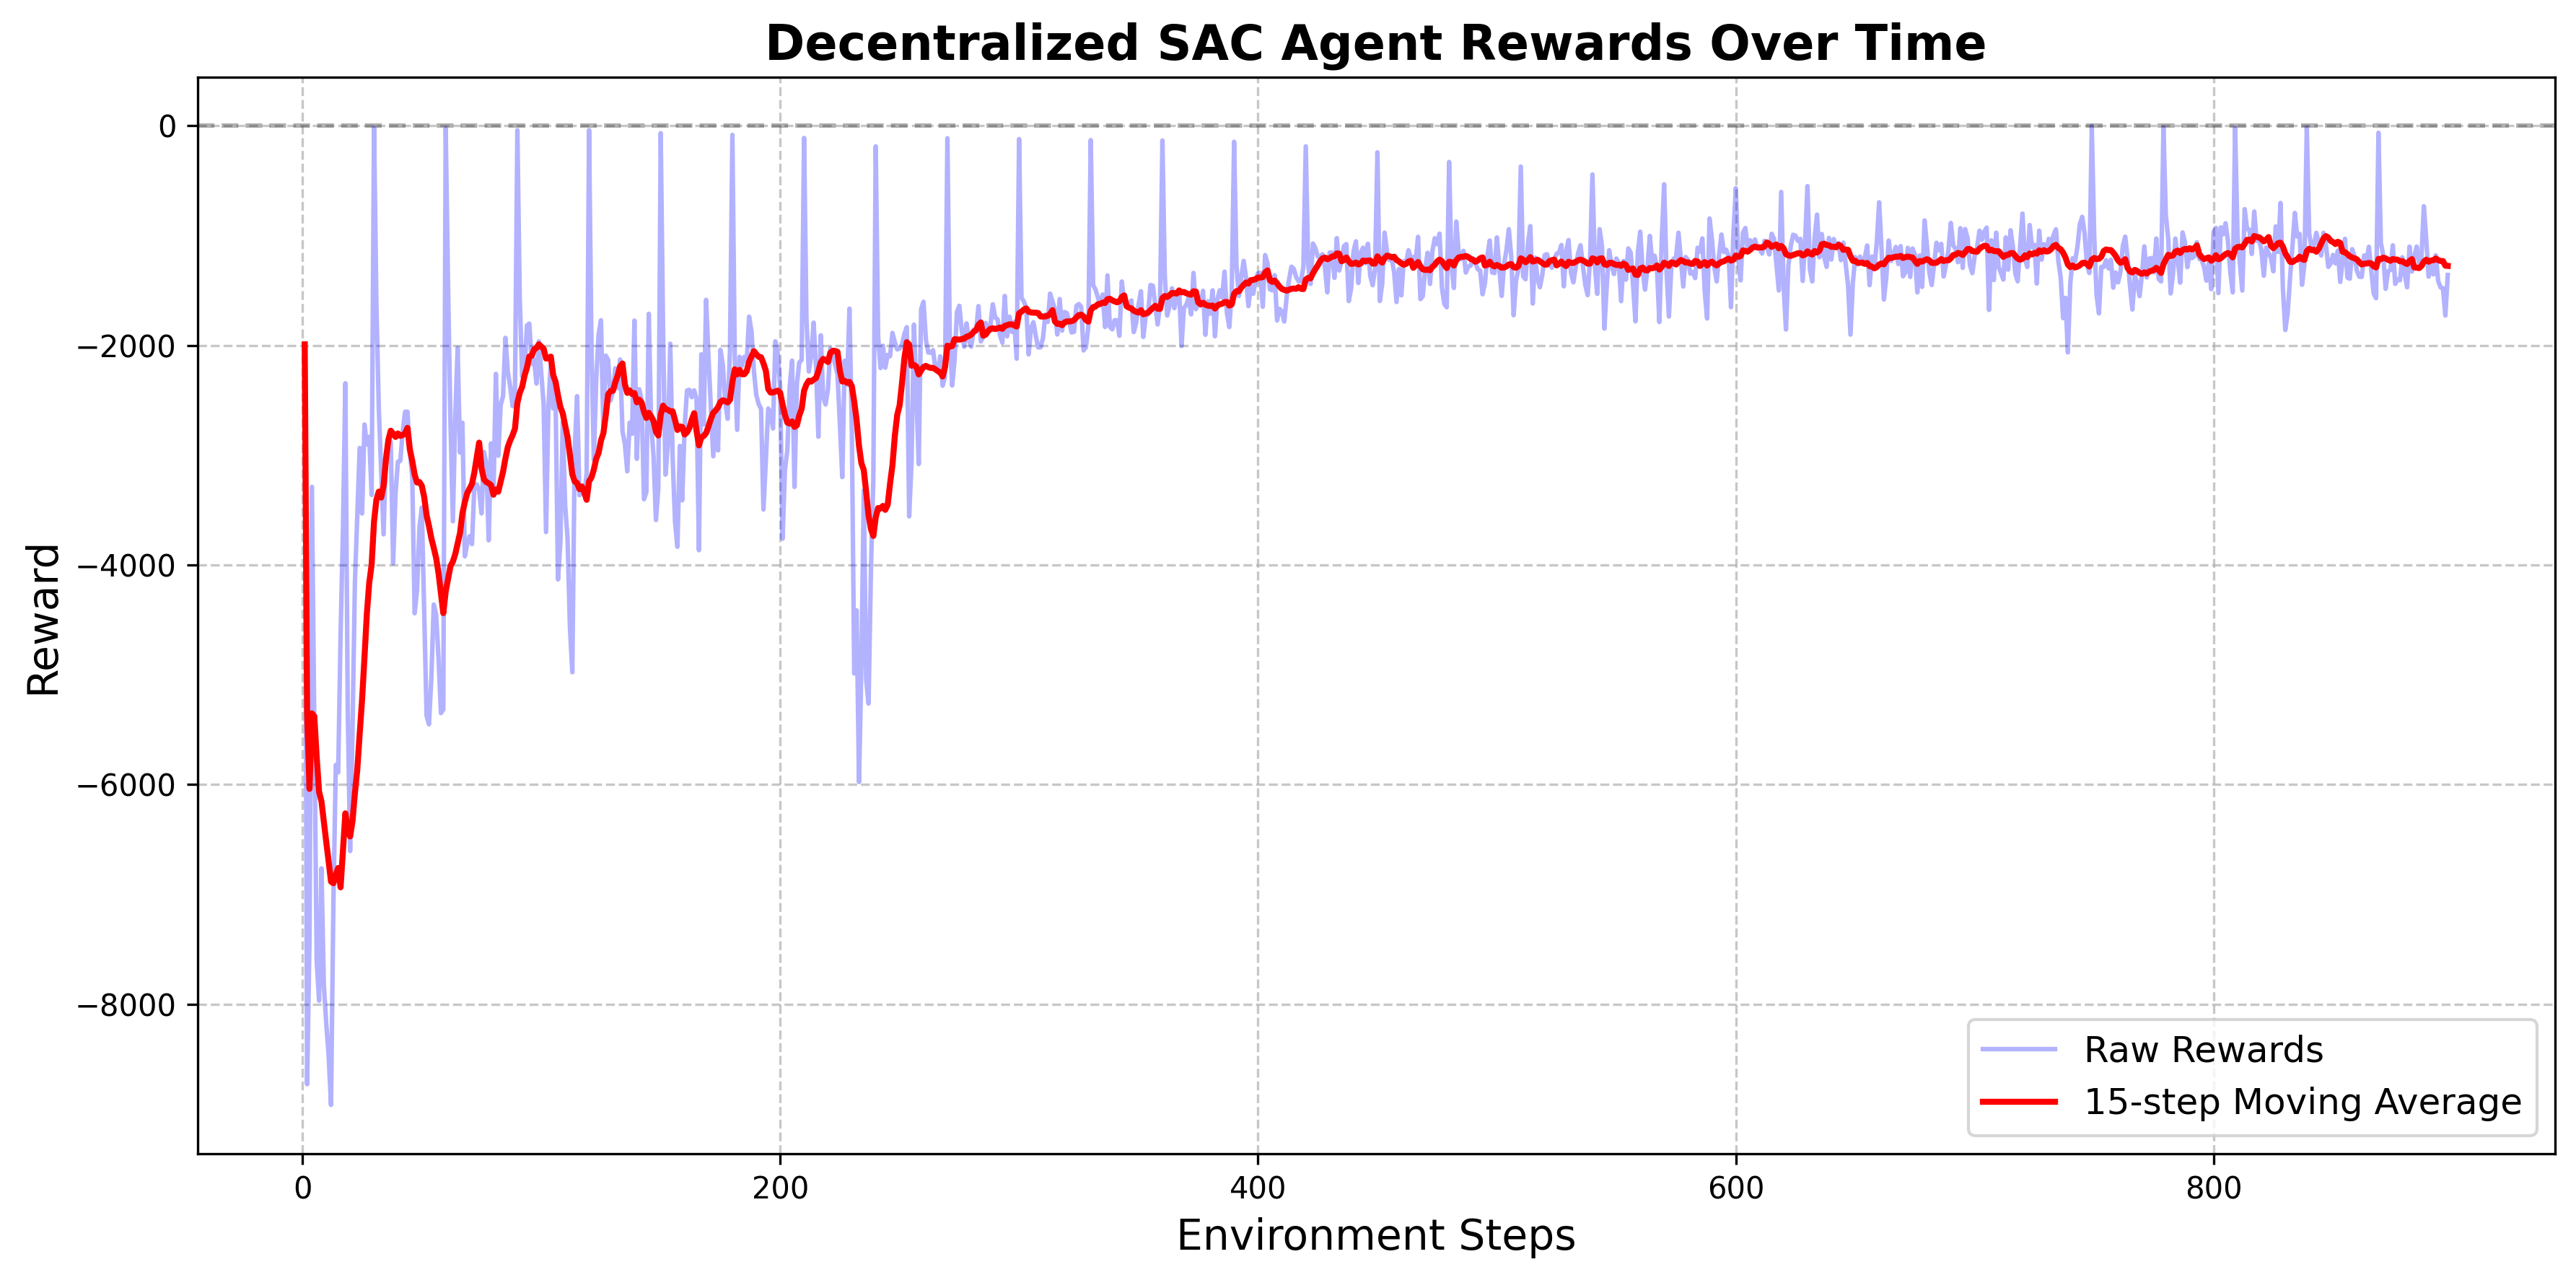 Decentralized SAC Agent Rewards Over Time
0
−2000
−4000
−6000
−8000
Reward
0
200
400
600
800
Environment Steps
Raw Rewards
15-step Moving Average